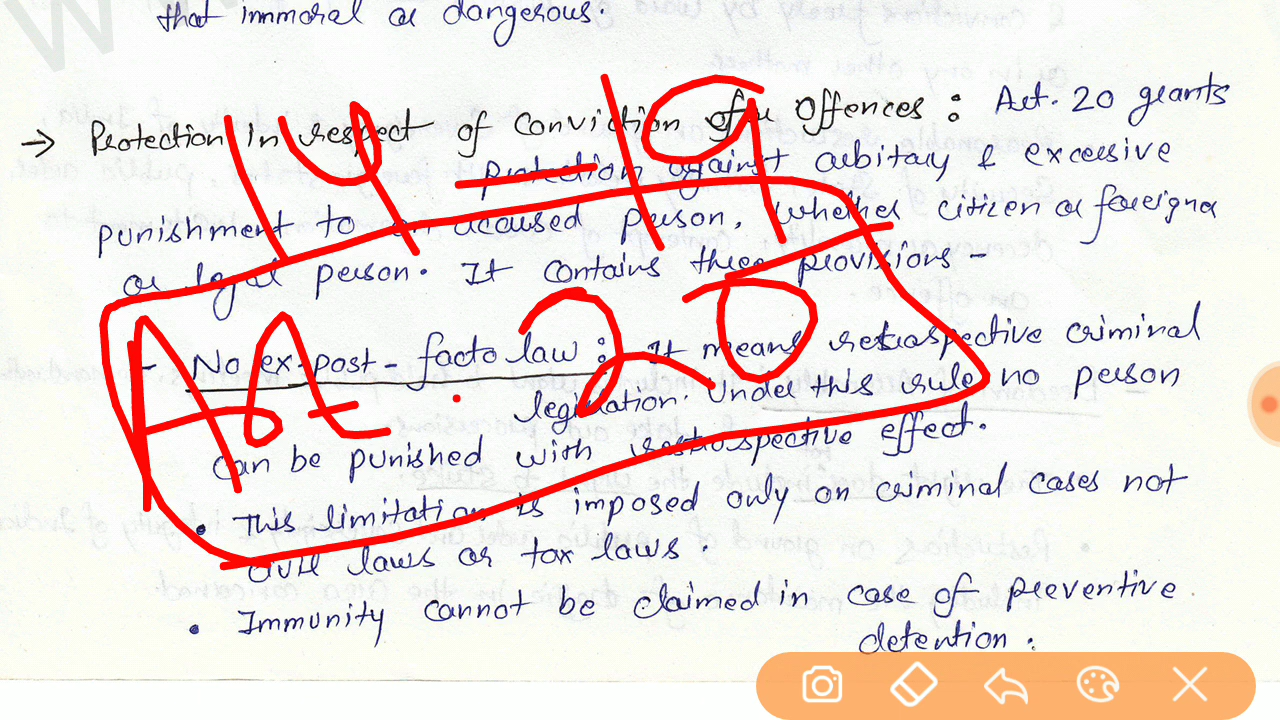 that immoral or dangerous.
→ Protection in respect of conviction for Offences : Art. 20 grants
protection against arbitary & excessive
punishment to an accused person, whether citizen or foreigner
or legal person. It contains three provisions -
- No ex-post-facto law : It means retrospective criminal
legislation. Under this rule no person
can be punished with restrospective effect.
• This limitation is imposed only on criminal cases not
civil laws or tax laws.
• Immunity cannot be claimed in case of preventive
detention.
14 19
Art. 20